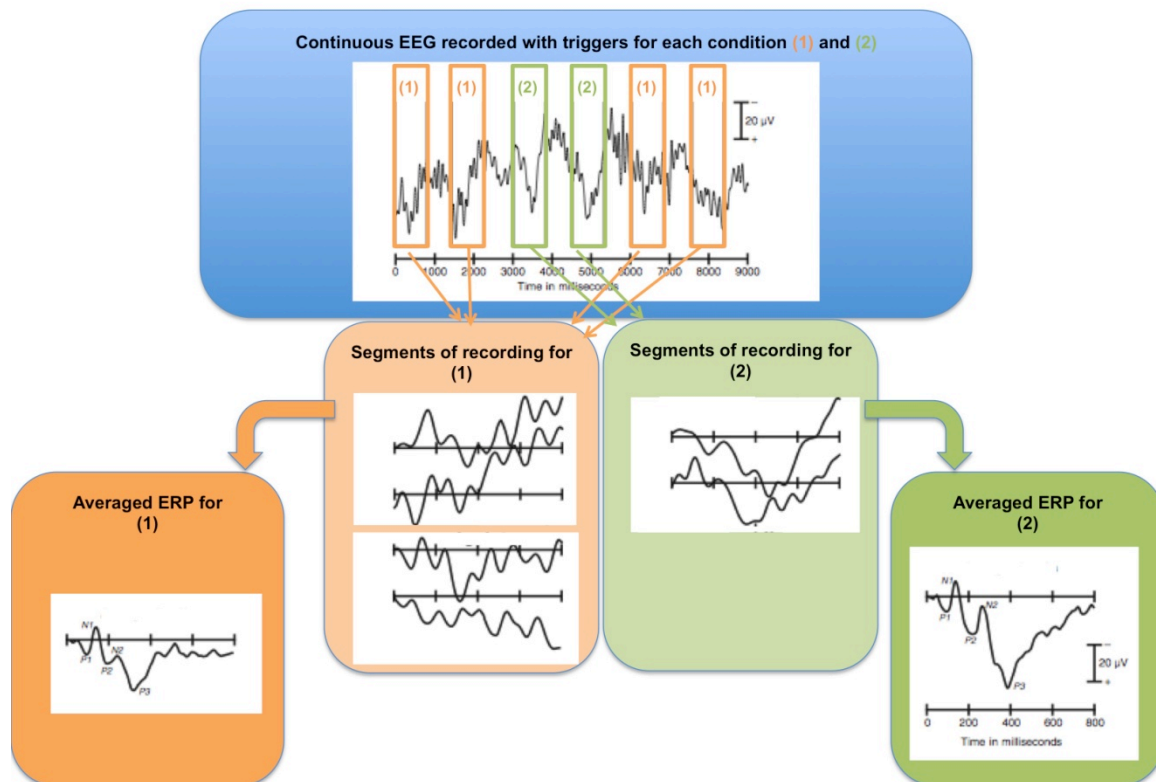 Continuous EEG recorded with triggers for each condition (1) and (2)
(1) (1) (2) (2) (1) (1)
−
20 µV
+
0 1000 2000 3000 4000 5000 6000 7000 8000 9000
Time in milliseconds
Segments of recording for
(1)
Segments of recording for
(2)
Averaged ERP for
(1)
N1
P1
P2
N2
P3
Averaged ERP for
(2)
N1
P1
N2
P2
P3
−
20 µV
+
0 200 400 600 800
Time in milliseconds